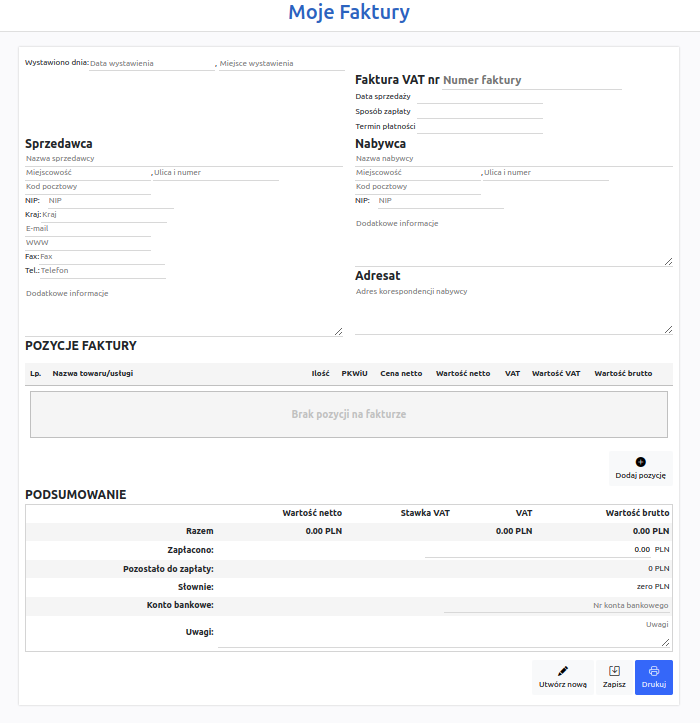 Moje Faktury
Wystawiono dnia: Data wystawienia , Miejsce wystawienia
Faktura VAT nr Numer faktury
Data sprzedaży
Sposób zapłaty
Termin płatności
Sprzedawca
Nazwa sprzedawcy
Miejscowość , Ulica i numer
Kod pocztowy
NIP: NIP
Kraj: Kraj
E-mail
WWW
Fax: Fax
Tel.: Telefon
Dodatkowe informacje
Nabywca
Nazwa nabywcy
Miejscowość , Ulica i numer
Kod pocztowy
NIP: NIP
Dodatkowe informacje
Adresat
Adres korespondencji nabywcy
POZYCJE FAKTURY
Lp. Nazwa towaru/usługi Ilość PKWiU Cena netto Wartość netto VAT Wartość VAT Wartość brutto
Brak pozycji na fakturze
Dodaj pozycję
PODSUMOWANIE
Wartość netto Stawka VAT VAT Wartość brutto
Razem 0.00 PLN 0.00 PLN 0.00 PLN
Zapłacono: 0.00 PLN
Pozostało do zapłaty: 0 PLN
Słownie: zero PLN
Konto bankowe: Nr konta bankowego
Uwagi: Uwagi
Utwórz nową Zapisz Drukuj